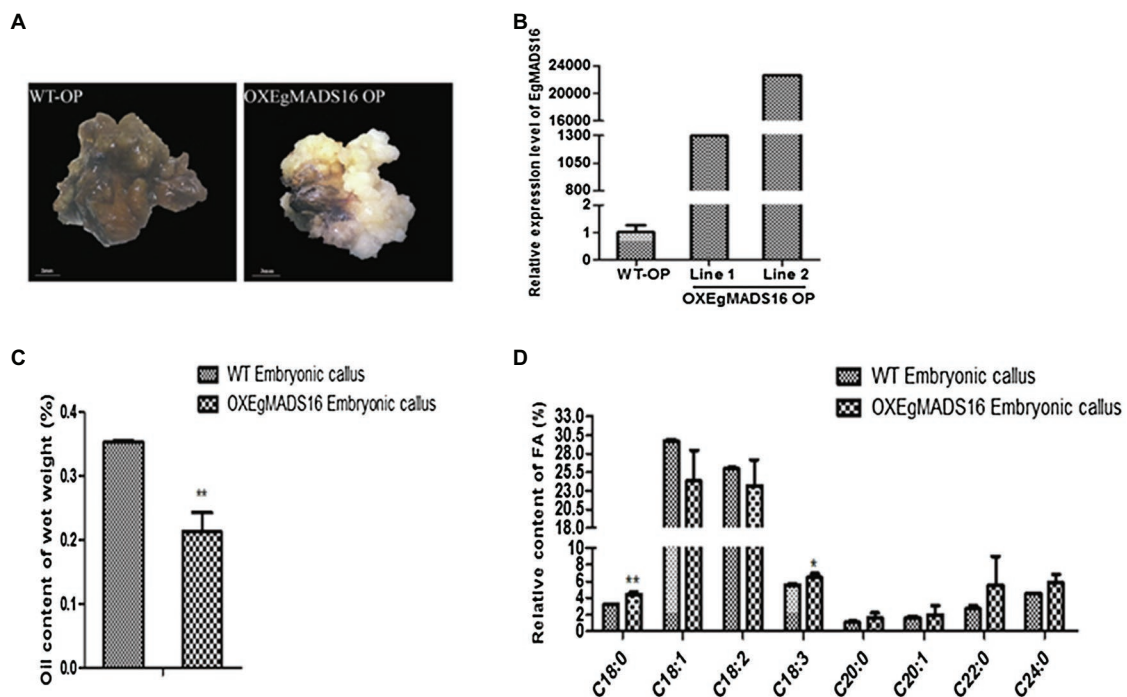 A
WT-OP
OXEgMADS16 OP
B
Relative expression level of EgMADS16
24000
20000
16000
1300
1050
800
2
1
0
WT-OP
Line 1
Line 2
OXEgMADS16 OP
C
WT Embryonic callus
OXEgMADS16 Embryonic callus
Oil content of wet weight (%)
0.4
0.3
0.2
0.1
0.0
**
D
WT Embryonic callus
OXEgMADS16 Embryonic callus
Relative content of FA (%)
33.0
30.5
28.0
25.5
23.0
20.5
18.0
10
8
6
4
2
0
**
*
C18:0
C18:1
C18:2
C18:3
C20:0
C20:1
C22:0
C24:0